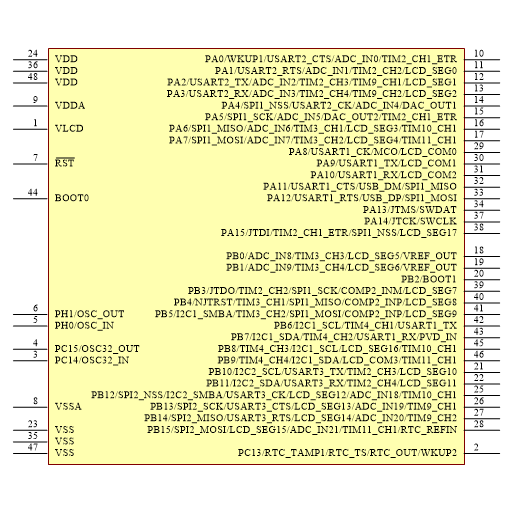 24 VDD
36 VDD
48 VDD
9 VDDA
1 VLCD
7 RST
44 BOOT0
6 PH1/OSC_OUT
5 PH0/OSC_IN
4 PC15/OSC32_OUT
3 PC14/OSC32_IN
8 VSSA
23 VSS
35 VSS
47 VSS
PA0/WKUP1/USART2_CTS/ADC_IN0/TIM2_CH1_ETR 10
PA1/USART2_RTS/ADC_IN1/TIM2_CH2/LCD_SEG0 11
PA2/USART2_TX/ADC_IN2/TIM2_CH3/TIM9_CH1/LCD_SEG1 12
PA3/USART2_RX/ADC_IN3/TIM2_CH4/TIM9_CH2/LCD_SEG2 13
PA4/SPI1_NSS/USART2_CK/ADC_IN4/DAC_OUT1 14
PA5/SPI1_SCK/ADC_IN5/DAC_OUT2/TIM2_CH1_ETR 15
PA6/SPI1_MISO/ADC_IN6/TIM3_CH1/LCD_SEG3/TIM10_CH1 16
PA7/SPI1_MOSI/ADC_IN7/TIM3_CH2/LCD_SEG4/TIM11_CH1 17
PA8/USART1_CK/MCO/LCD_COM0 29
PA9/USART1_TX/LCD_COM1 30
PA10/USART1_RX/LCD_COM2 31
PA11/USART1_CTS/USB_DM/SPI1_MISO 32
PA12/USART1_RTS/USB_DP/SPI1_MOSI 33
PA13/JTMS/SWDAT 34
PA14/JTCK/SWCLK 37
PA15/JTDI/TIM2_CH1_ETR/SPI1_NSS/LCD_SEG17 38
PB0/ADC_IN8/TIM3_CH3/LCD_SEG5/VREF_OUT 18
PB1/ADC_IN9/TIM3_CH4/LCD_SEG6/VREF_OUT 19
PB2/BOOT1 20
PB3/JTDO/TIM2_CH2/SPI1_SCK/COMP2_INM/LCD_SEG7 39
PB4/NJTRST/TIM3_CH1/SPI1_MISO/COMP2_INP/LCD_SEG8 40
PB5/I2C1_SMBA/TIM3_CH2/SPI1_MOSI/COMP2_INP/LCD_SEG9 41
PB6/I2C1_SCL/TIM4_CH1/USART1_TX 42
PB7/I2C1_SDA/TIM4_CH2/USART1_RX/PVD_IN 43
PB8/TIM4_CH3/I2C1_SCL/LCD_SEG16/TIM10_CH1 45
PB9/TIM4_CH4/I2C1_SDA/LCD_COM3/TIM11_CH1 46
PB10/I2C2_SCL/USART3_TX/TIM2_CH3/LCD_SEG10 21
PB11/I2C2_SDA/USART3_RX/TIM2_CH4/LCD_SEG11 22
PB12/SPI2_NSS/I2C2_SMBA/USART3_CK/LCD_SEG12/ADC_IN18/TIM10_CH1 25
PB13/SPI2_SCK/USART3_CTS/LCD_SEG13/ADC_IN19/TIM9_CH1 26
PB14/SPI2_MISO/USART3_RTS/LCD_SEG14/ADC_IN20/TIM9_CH2 27
PB15/SPI2_MOSI/LCD_SEG15/ADC_IN21/TIM11_CH1/RTC_REFIN 28
PC13/RTC_TAMP1/RTC_TS/RTC_OUT/WKUP2 2